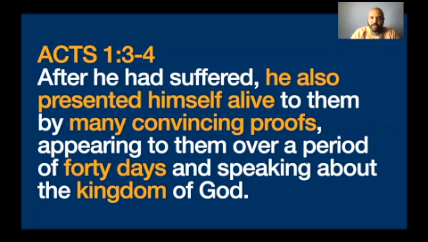 ACTS 1:3-4
After he had suffered, he also
presented himself alive to them
by many convincing proofs,
appearing to them over a period
of forty days and speaking about
the kingdom of God.